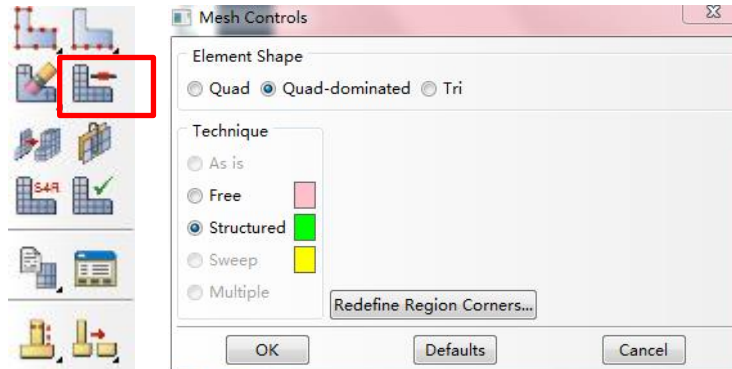 Mesh Controls
Element Shape
Quad Quad-dominated Tri
Technique
As is
Free
Structured
Sweep
Multiple
Redefine Region Corners...
OK Defaults Cancel
S4R